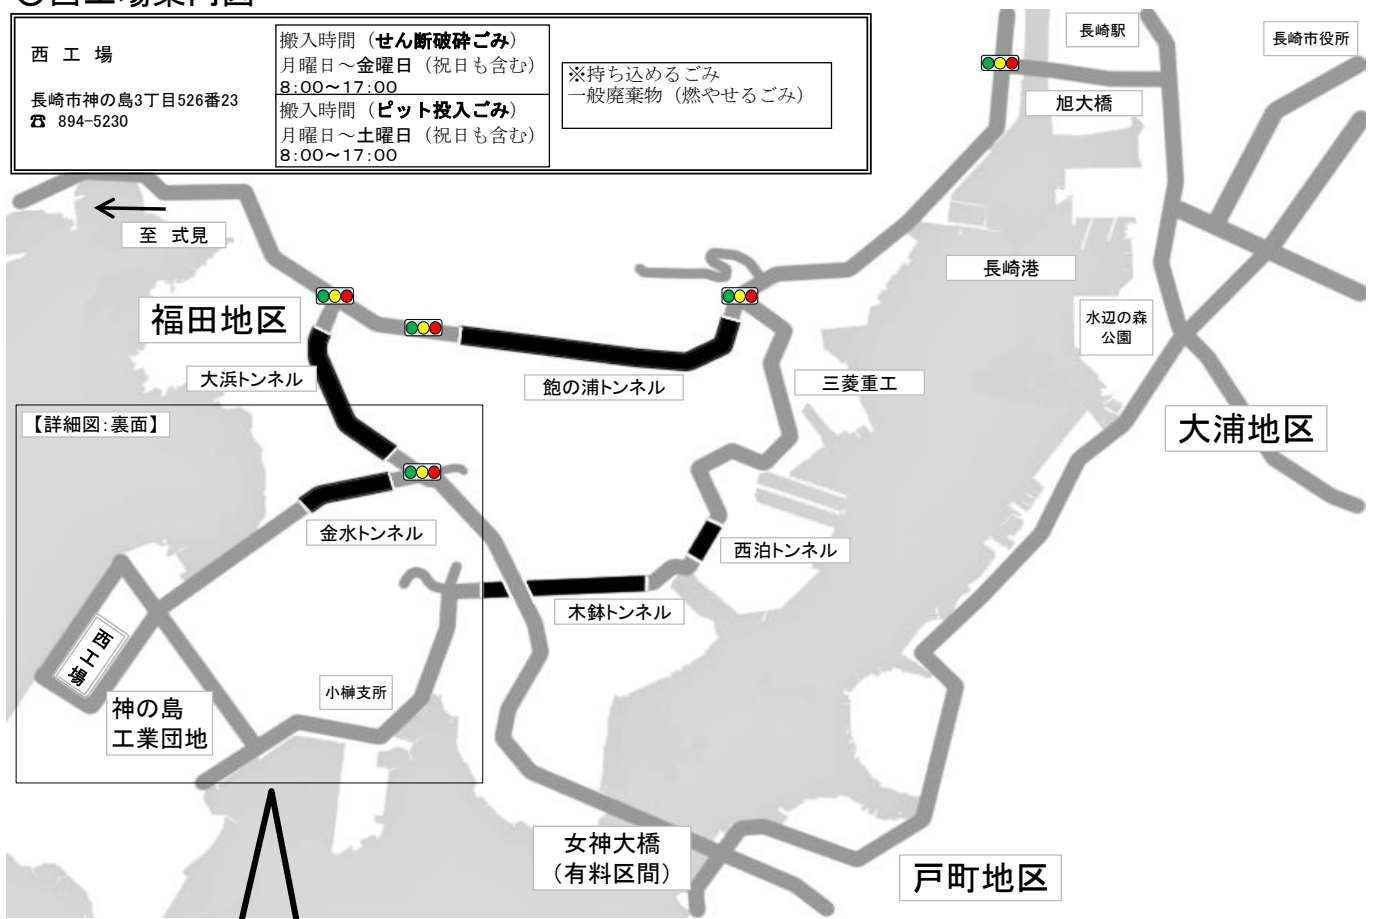 西 工 場
長崎市神の島3丁目526番23
☎ 894-5230
搬入時間（せん断破砕ごみ）
月曜日～金曜日（祝日も含む）
8:00～17:00
搬入時間（ピット投入ごみ）
月曜日～土曜日（祝日も含む）
8:00～17:00
※持ち込めるごみ
一般廃棄物（燃やせるごみ）
長崎駅
長崎市役所
旭大橋
至 式見
長崎港
福田地区
水辺の森
公園
大浜トンネル
飽の浦トンネル
三菱重工
【詳細図:裏面】
大浦地区
金水トンネル
西泊トンネル
木鉢トンネル
西工場
小榊支所
神の島
工業団地
女神大橋
（有料区間）
戸町地区